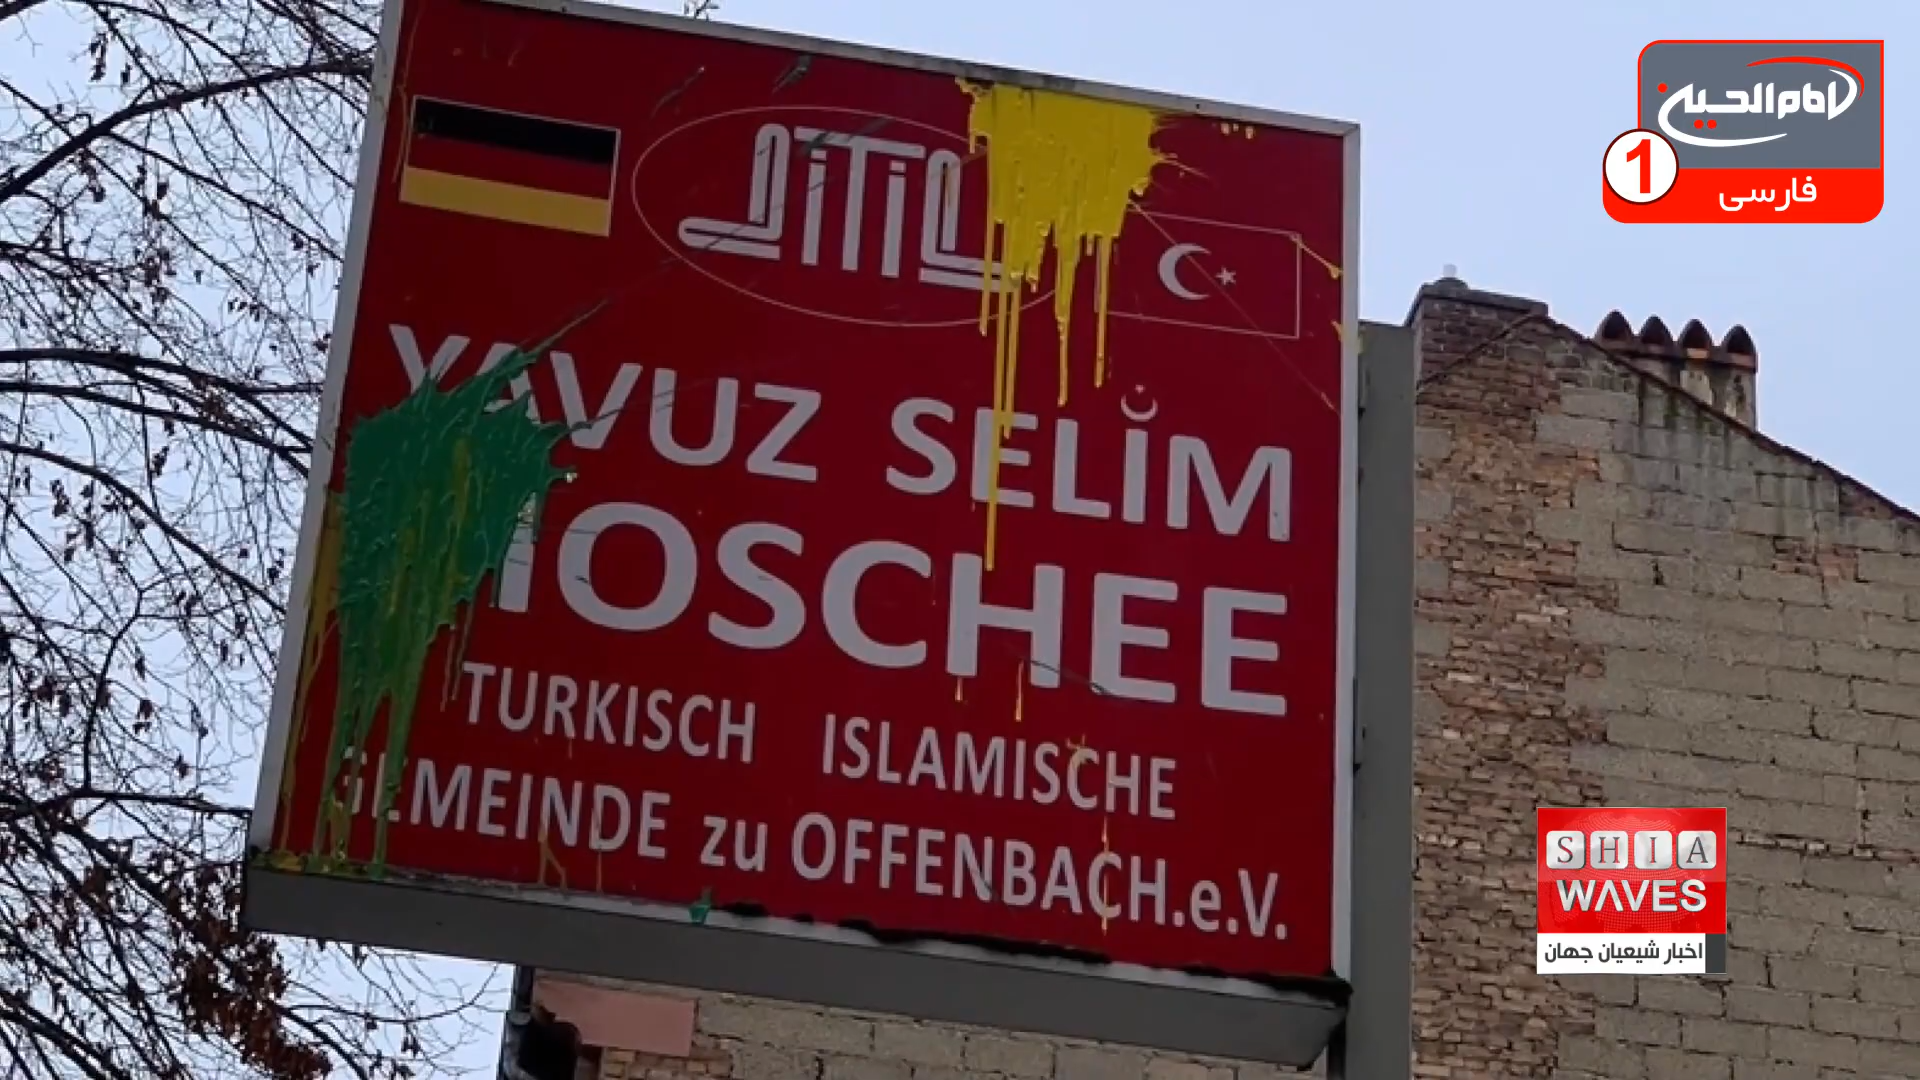 امام الحسین
1
فارسی
DITIB
YAVUZ SELİM
MOSCHEE
TURKISCH ISLAMISCHE
GEMEINDE zu OFFENBACH.e.V.
SHIA
WAVES
اخبار شیعیان جهان